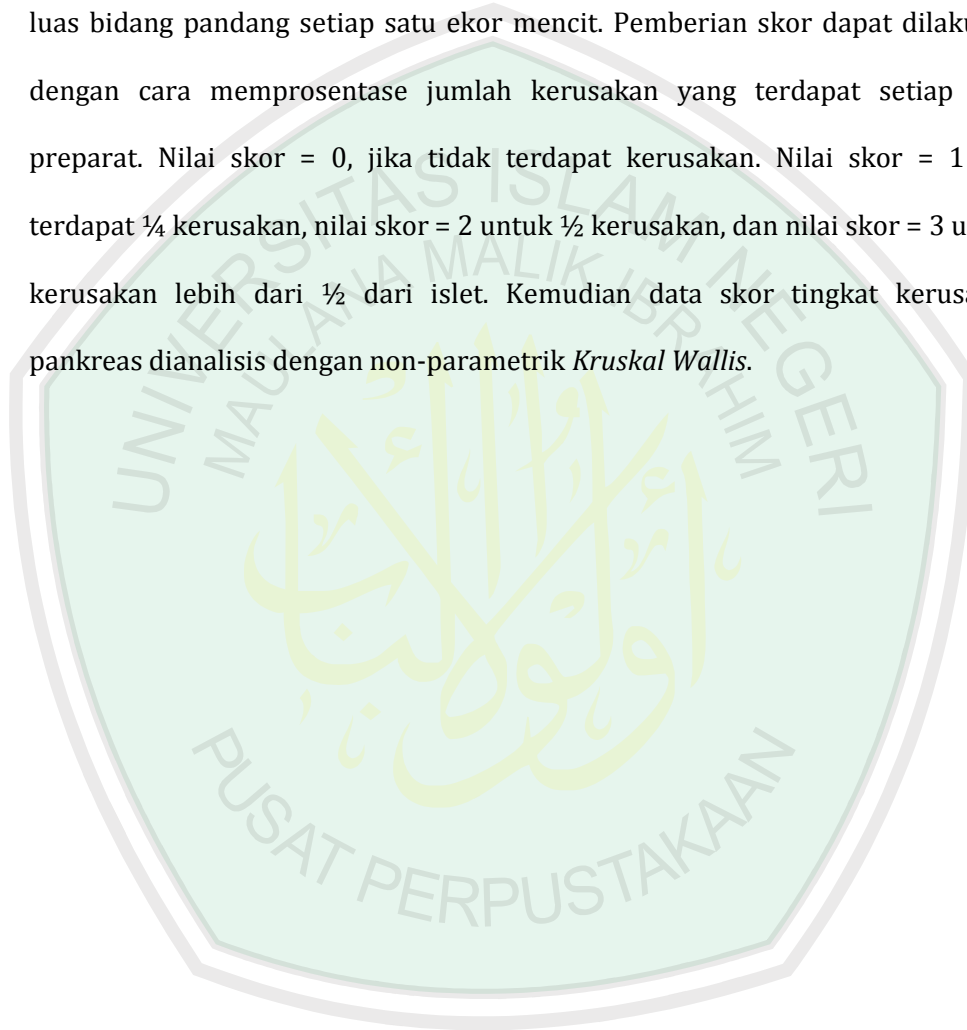 luas bidang pandang setiap satu ekor mencit. Pemberian skor dapat dilaku
dengan cara memprosentase jumlah kerusakan yang terdapat setiap
preparat. Nilai skor = 0, jika tidak terdapat kerusakan. Nilai skor = 1
terdapat ¼ kerusakan, nilai skor = 2 untuk ½ kerusakan, dan nilai skor = 3 u
kerusakan lebih dari ½ dari islet. Kemudian data skor tingkat kerusa
pankreas dianalisis dengan non-parametrik Kruskal Wallis.
UNIVERSITAS ISLAM NEGERI
MAULANA MALIK IBRAHIM
أولو الألباب
PUSAT PERPUSTAKAAN